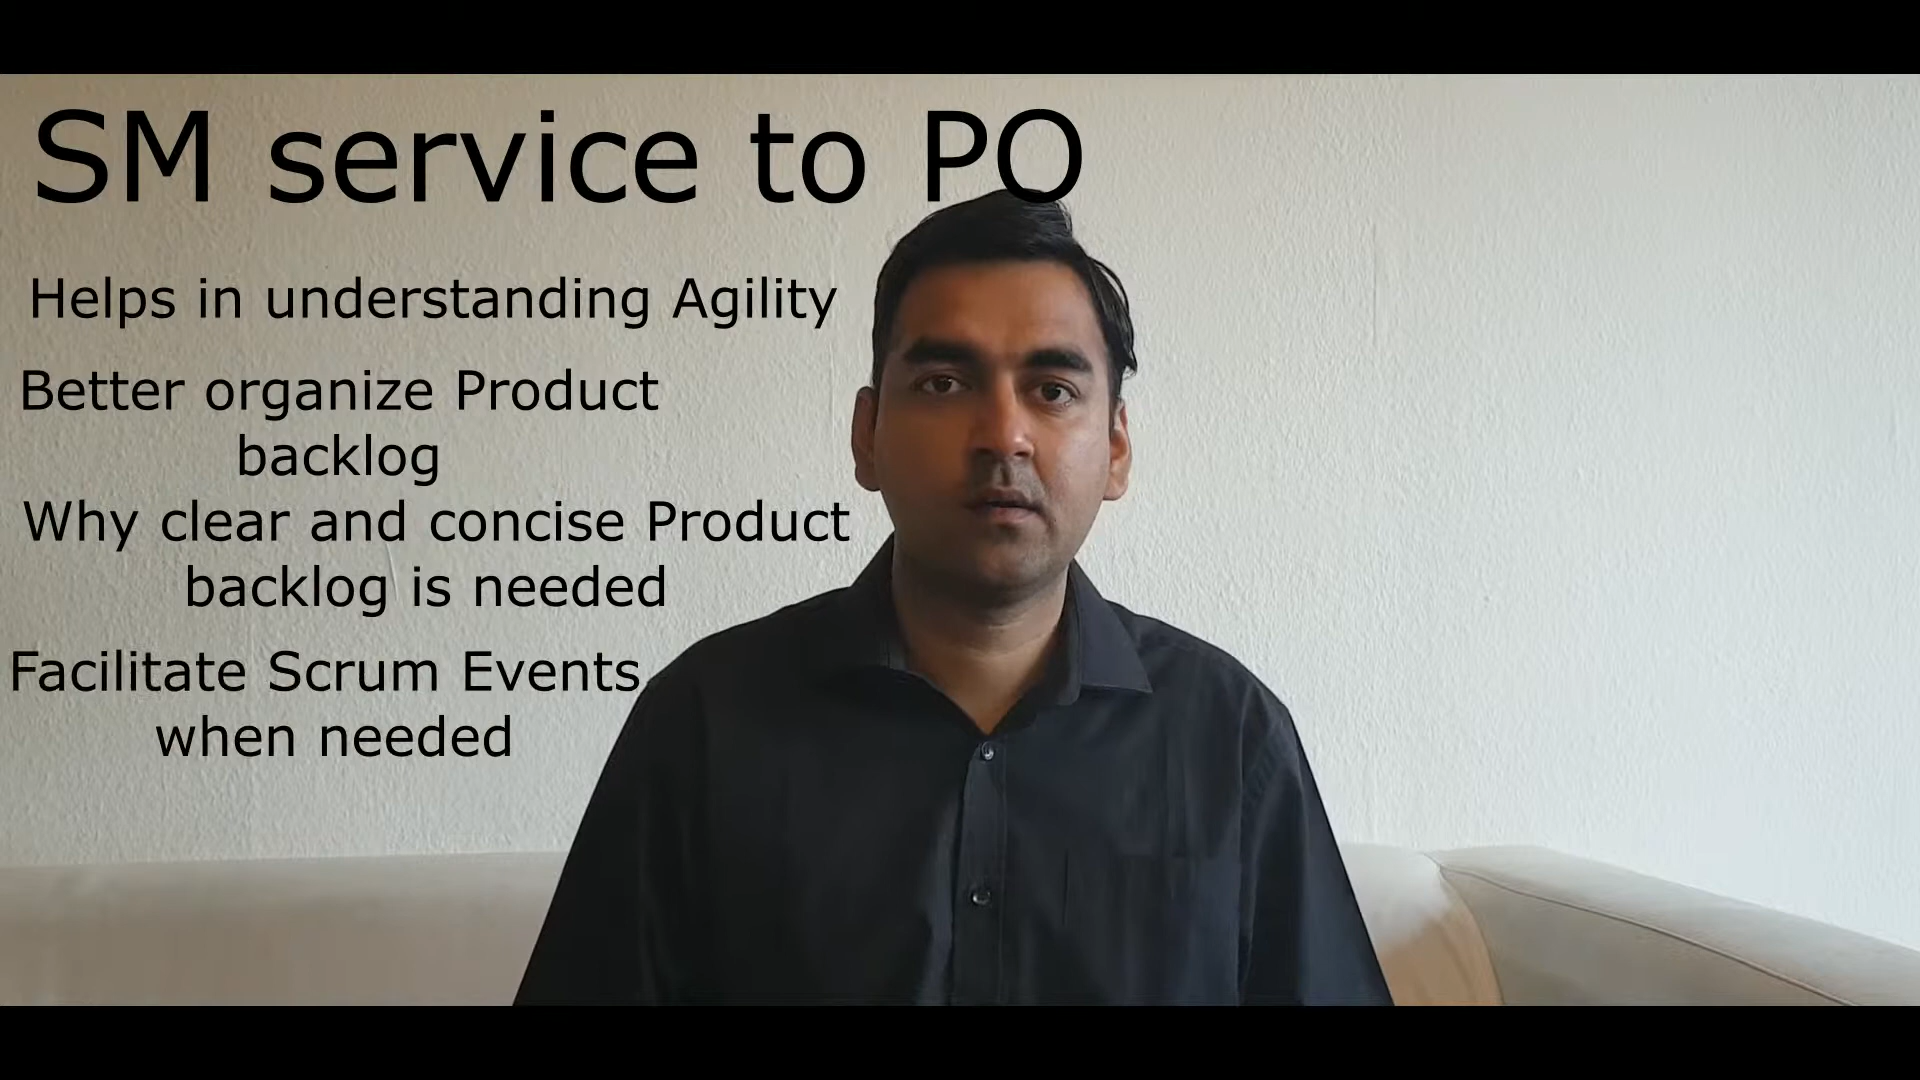 SM service to PO
Helps in understanding Agility
Better organize Product
backlog
Why clear and concise Product
backlog is needed
Facilitate Scrum Events
when needed